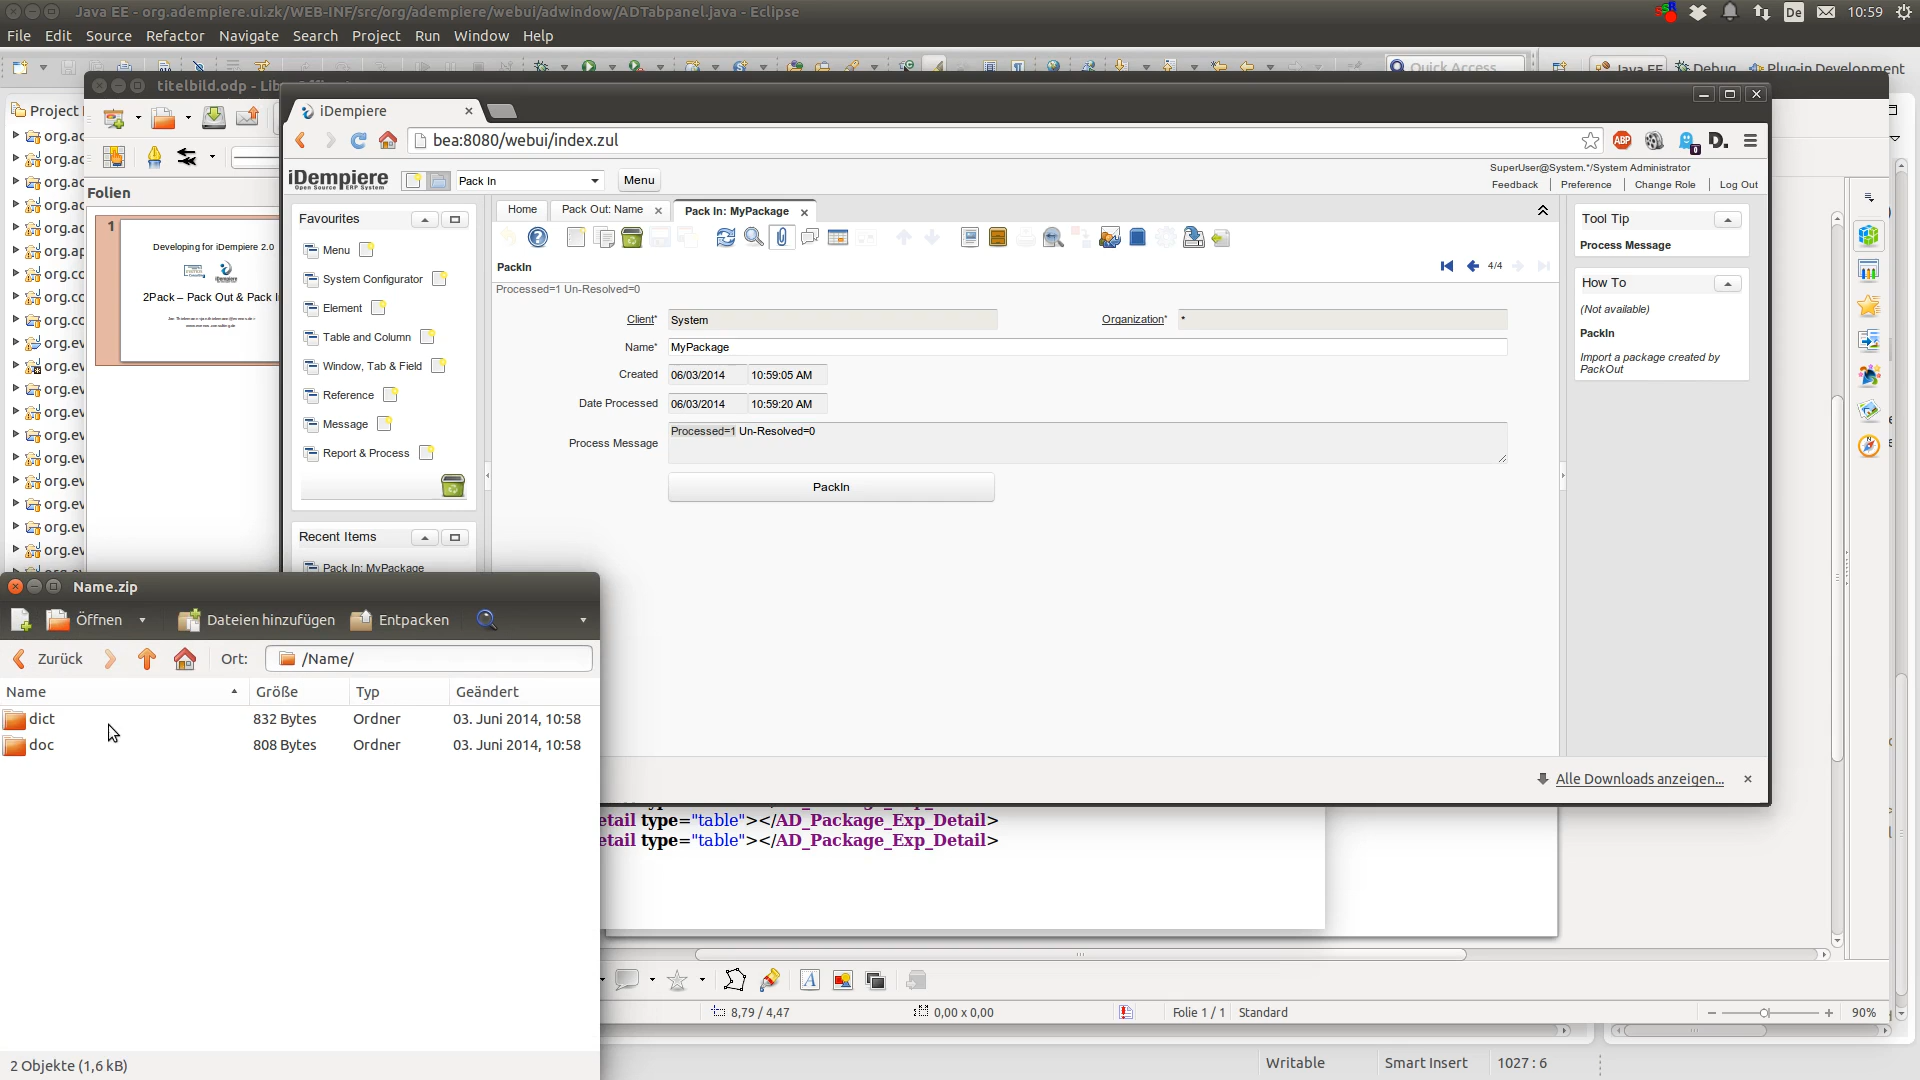 Java EE - org.adempiere.ui.zk/WEB-INF/src/org/adempiere/webui/adwindow/ADTabpanel.java - Eclipse
De 10:59
File Edit Source Refactor Navigate Search Project Run Window Help
Quick Access
Java EE Debug Plug-in Development
titelbild.odp - Lib
Project
org.ac
org.ac
org.ac
org.ac
org.ac
org.ap
org.co
org.co
org.co
org.ev
org.ev
org.ev
org.ev
org.ev
org.ev
org.ev
org.ev
org.ev
org.ev
Folien
1
Developing for iDempiere 2.0
2Pack – Pack Out & Pack I
iDempiere
bea:8080/webui/index.zul
ABP
D.
0
iDempiere
Open Source ERP System
Pack In
Menu
SuperUser@System.*/System Administrator
Feedback Preference Change Role Log Out
Favourites
Menu
System Configurator
Element
Table and Column
Window, Tab & Field
Reference
Message
Report & Process
Recent Items
Pack In: MyPackage
Home
Pack Out: Name
Pack In: MyPackage
PackIn
4/4
Processed=1 Un-Resolved=0
Client* System
Organization* *
Name* MyPackage
Created 06/03/2014 10:59:05 AM
Date Processed 06/03/2014 10:59:20 AM
Process Message Processed=1 Un-Resolved=0
PackIn
Tool Tip
Process Message
How To
(Not available)
PackIn
Import a package created by
PackOut
Alle Downloads anzeigen...
Name.zip
Öffnen Dateien hinzufügen Entpacken
Zurück Ort: /Name/
Name Größe Typ Geändert
dict 832 Bytes Ordner 03. Juni 2014, 10:58
doc 808 Bytes Ordner 03. Juni 2014, 10:58
2 Objekte (1,6 kB)
etail type="table"></AD_Package_Exp_Detail>
etail type="table"></AD_Package_Exp_Detail>
8,79 / 4,47 0,00 x 0,00 Folie 1 / 1 Standard 90%
Writable Smart Insert 1027 : 6